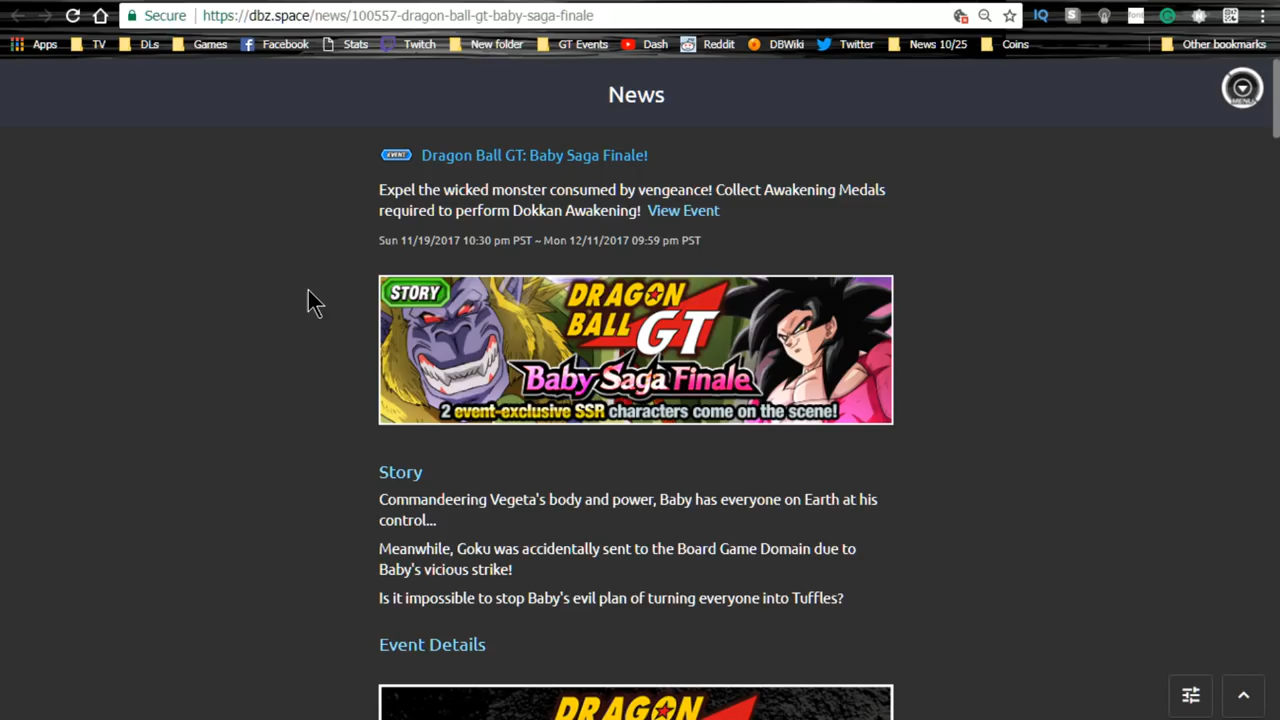 Secure https://dbz.space/news/100557-dragon-ball-gt-baby-saga-finale
Apps TV DLs Games Facebook Stats Twitch New folder GT Events Dash Reddit DBWiki Twitter News 10/25 Coins Other bookmarks
News
MENU
EVENT Dragon Ball GT: Baby Saga Finale!
Expel the wicked monster consumed by vengeance! Collect Awakening Medals
required to perform Dokkan Awakening! View Event
Sun 11/19/2017 10:30 pm PST ~ Mon 12/11/2017 09:59 pm PST
STORY
DRAGON
BALL GT
Baby Saga Finale
2 event-exclusive SSR characters come on the scene!
Story
Commandeering Vegeta's body and power, Baby has everyone on Earth at his
control...
Meanwhile, Goku was accidentally sent to the Board Game Domain due to
Baby's vicious strike!
Is it impossible to stop Baby's evil plan of turning everyone into Tuffles?
Event Details
DRAGON